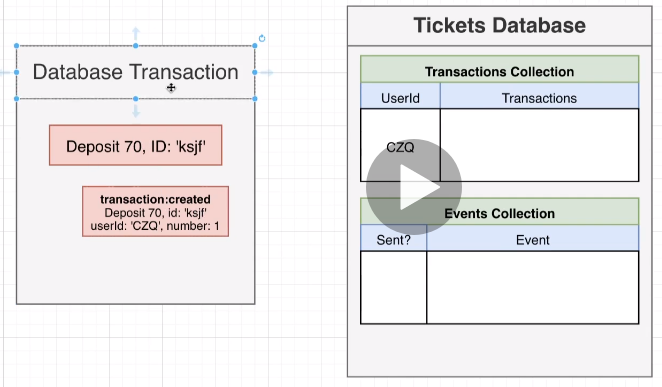 Database Transaction
Deposit 70, ID: 'ksjf'
transaction:created
Deposit 70, id: 'ksjf'
userId: 'CZQ', number: 1
Tickets Database
Transactions Collection
UserId Transactions
CZQ
Events Collection
Sent? Event